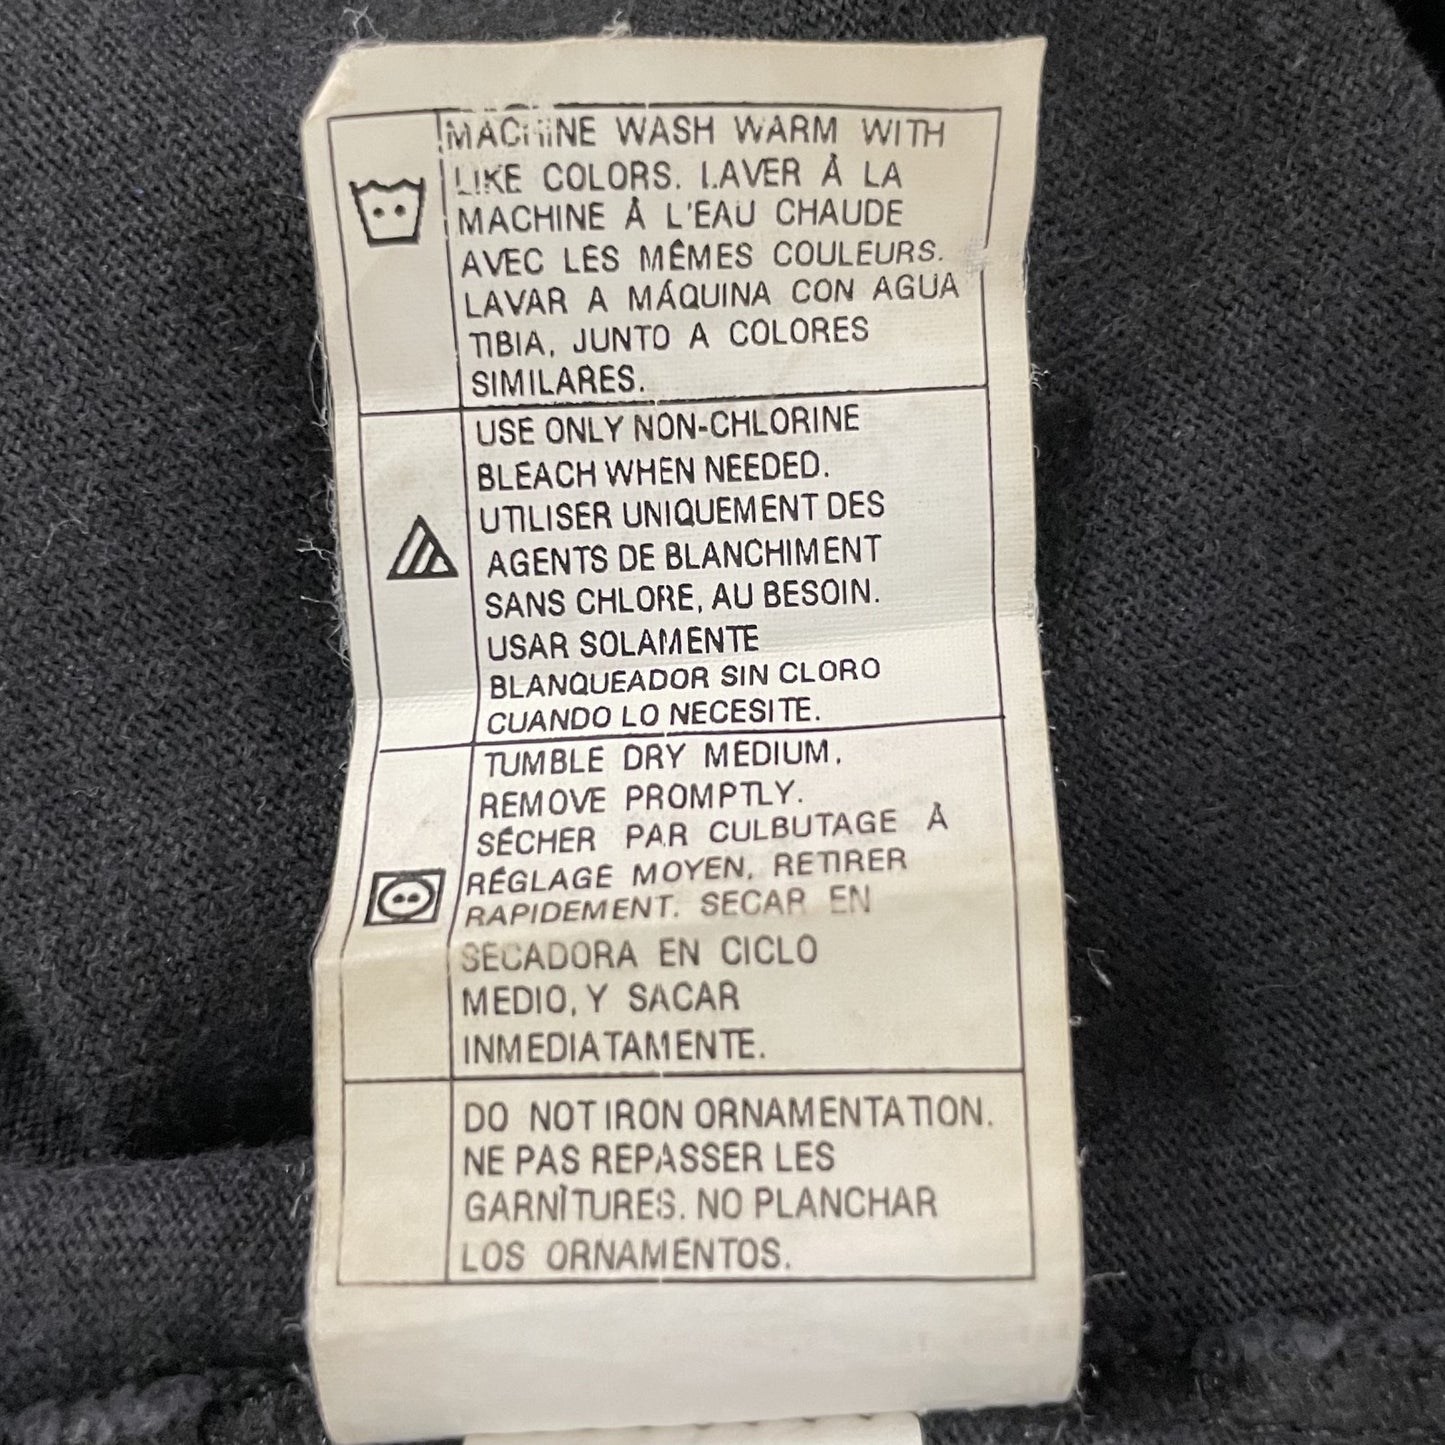 MACHINE WASH WARM WITH
LIKE COLORS. LAVER À LA
MACHINE À L'EAU CHAUDE
AVEC LES MÊMES COULEURS.
LAVAR A MÁQUINA CON AGUA
TIBIA, JUNTO A COLORES
SIMILARES.
USE ONLY NON-CHLORINE
BLEACH WHEN NEEDED.
UTILISER UNIQUEMENT DES
AGENTS DE BLANCHIMENT
SANS CHLORE, AU BESOIN.
USAR SOLAMENTE
BLANQUEADOR SIN CLORO
CUANDO LO NECESITE.
TUMBLE DRY MEDIUM.
REMOVE PROMPTLY.
SÉCHER PAR CULBUTAGE À
RÉGLAGE MOYEN. RETIRER
RAPIDEMENT. SECAR EN
SECADORA EN CICLO
MEDIO, Y SACAR
INMEDIATAMENTE.
DO NOT IRON ORNAMENTATION.
NE PAS REPASSER LES
GARNÌTURES. NO PLANCHAR
LOS ORNAMENTOS.